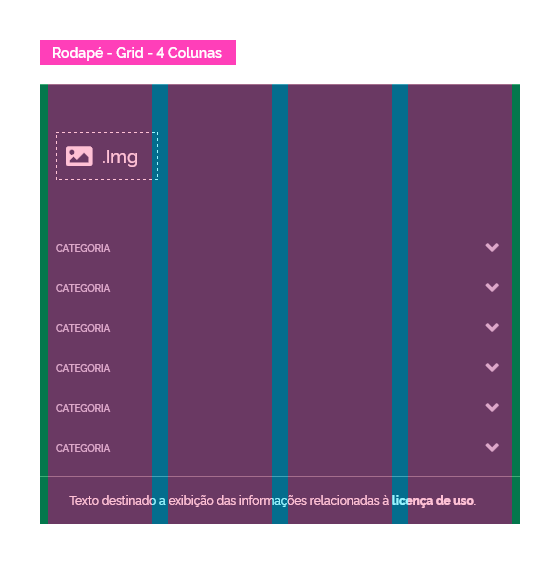 Rodapé - Grid - 4 Colunas
.Img
CATEGORIA
CATEGORIA
CATEGORIA
CATEGORIA
CATEGORIA
CATEGORIA
Texto destinado a exibição das informações relacionadas à licença de uso.